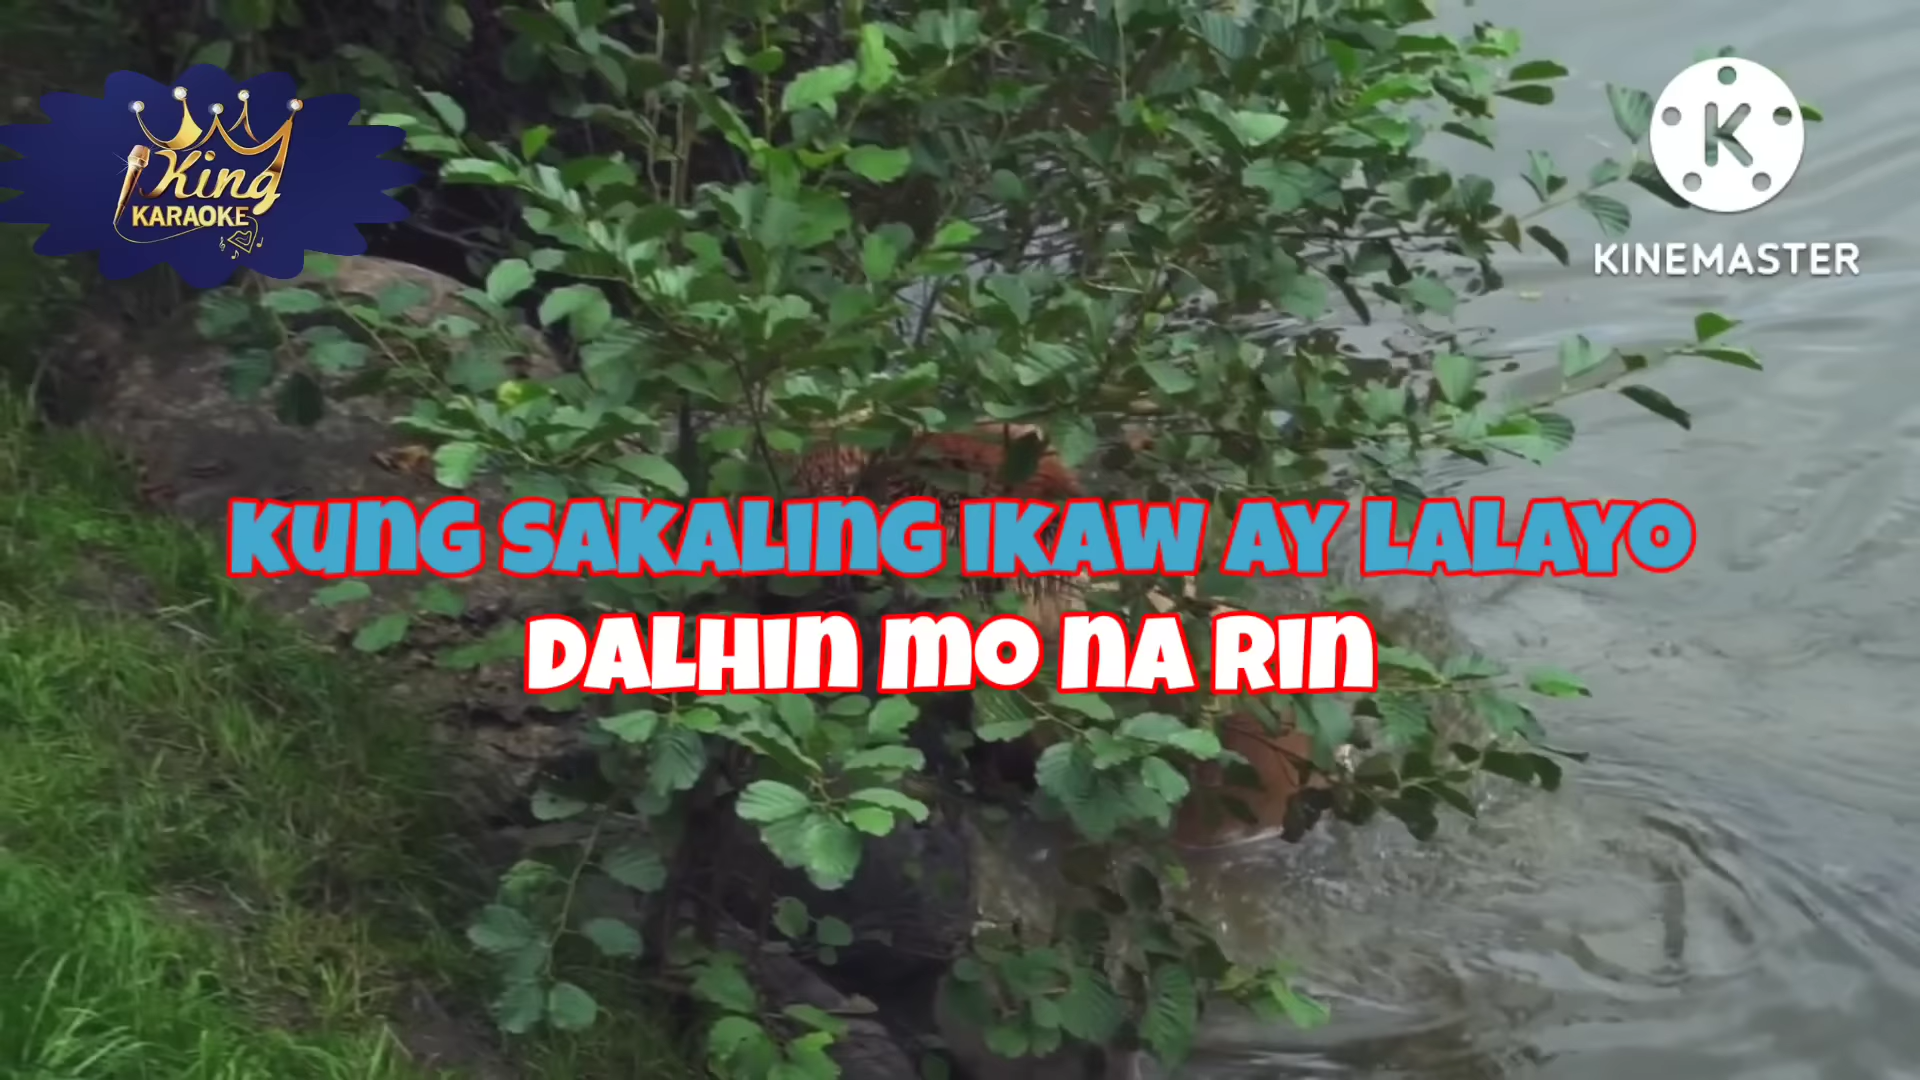 King
KARAOKE
K
KINEMASTER
KUNG SAKALING IKAW AY LALAYO
DALHIN MO NA RIN